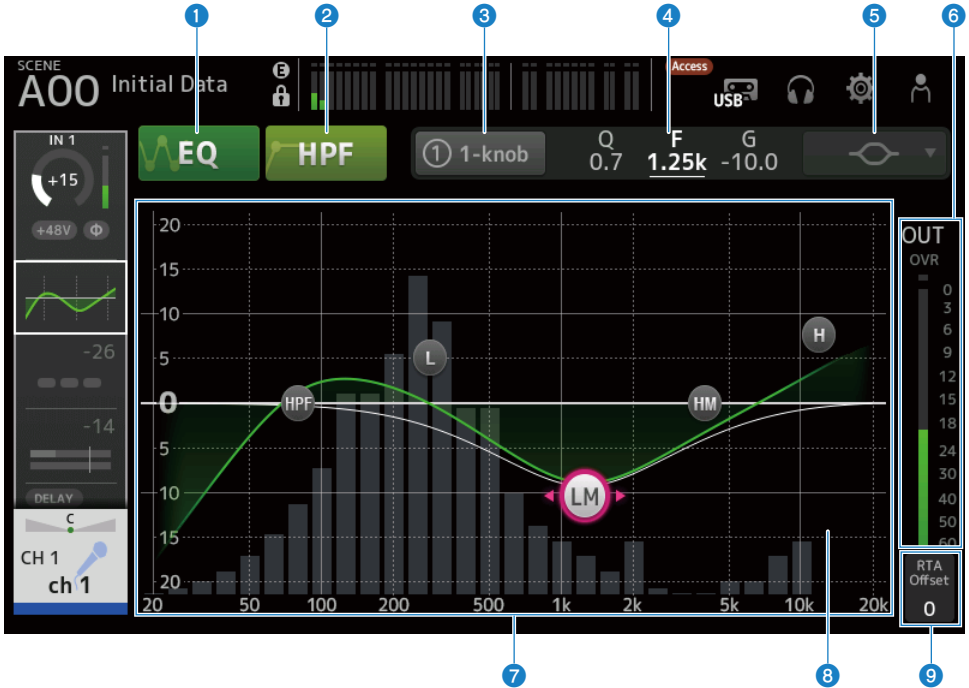 1 2 3 4 5 6
SCENE
A00 Initial Data
E
Access
USB
IN 1
+15
+48V Φ
-26
-14
DELAY
C
CH 1
ch 1
EQ
HPF
1 1-knob
Q F G
0.7 1.25k -10.0
20
15
10
5
0
5
10
15
20
HPF
L
LM
HM
H
20 50 100 200 500 1k 2k 5k 10k 20k
OUT
OVR
0
3
6
9
12
15
18
24
30
40
50
60
RTA
Offset
0
7 8 9